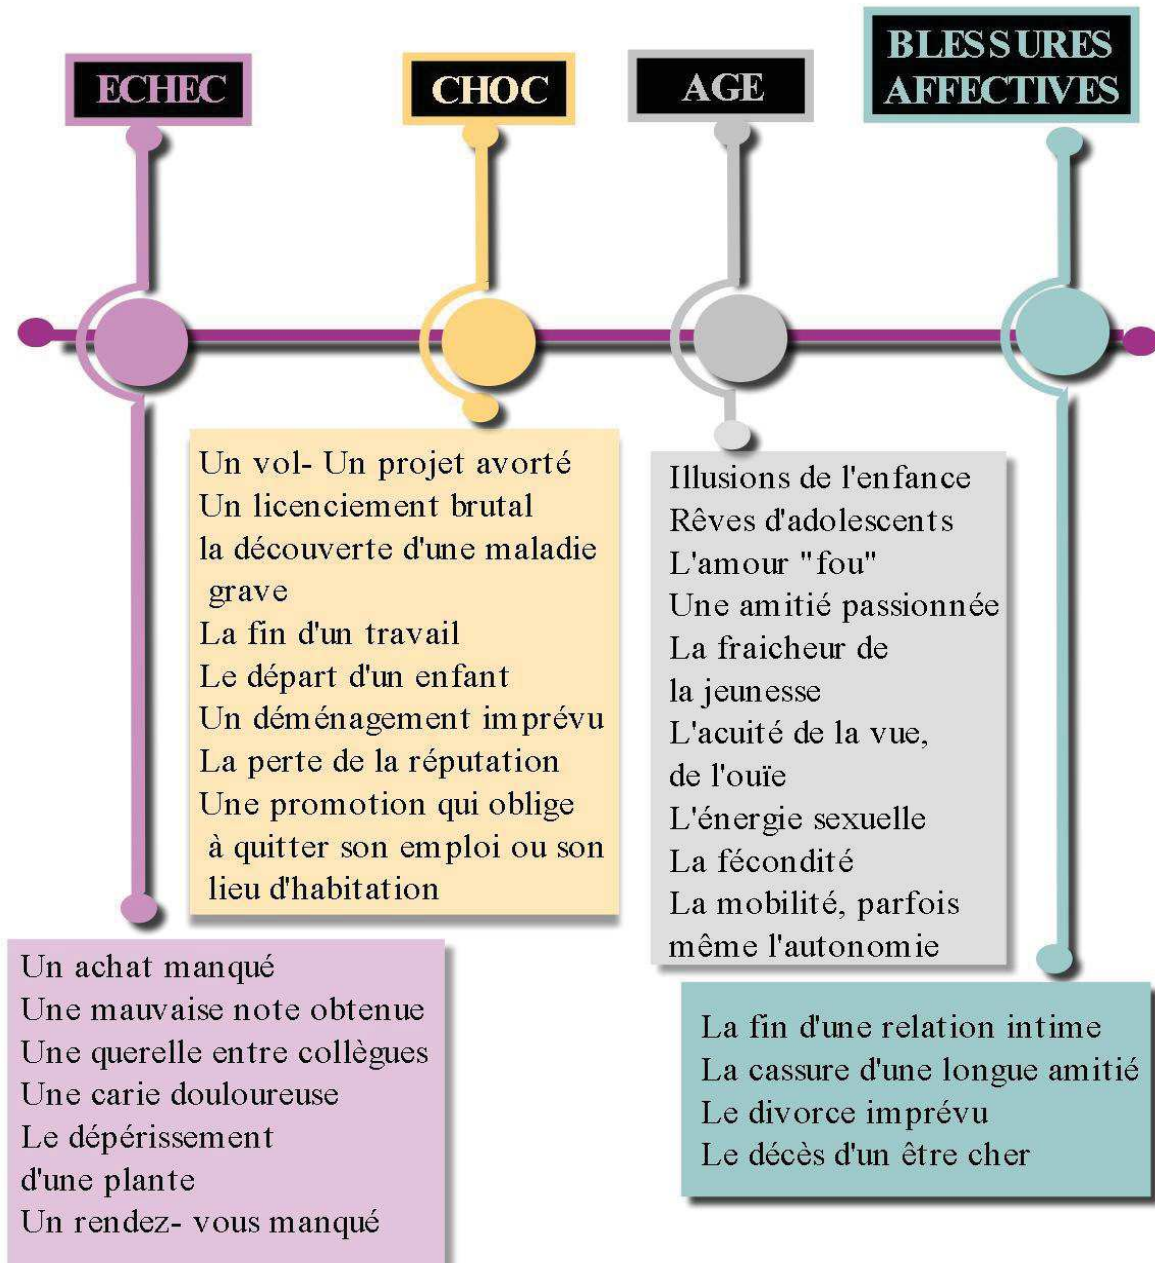 ECHEC
CHOC
AGE
BLESSURES
AFFECTIVES
Un vol- Un projet avorté
Un licenciement brutal
la découverte d'une maladie
grave
La fin d'un travail
Le départ d'un enfant
Un déménagement imprévu
La perte de la réputation
Une promotion qui oblige
à quitter son emploi ou son
lieu d'habitation
Illusions de l'enfance
Rêves d'adolescents
L'amour "fou"
Une amitié passionnée
La fraicheur de
la jeunesse
L'acuité de la vue,
de l'ouïe
L'énergie sexuelle
La fécondité
La mobilité, parfois
même l'autonomie
Un achat manqué
Une mauvaise note obtenue
Une querelle entre collègues
Une carie douloureuse
Le dépérissement
d'une plante
Un rendez- vous manqué
La fin d'une relation intime
La cassure d'une longue amitié
Le divorce imprévu
Le décès d'un être cher